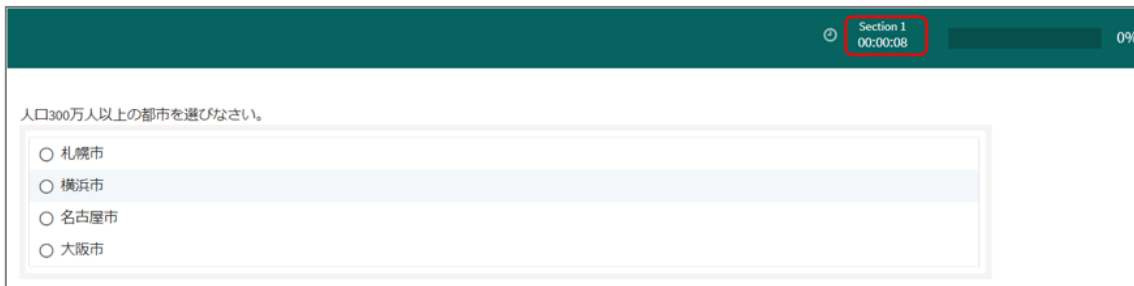 Section 1
00:00:08
0%
人口300万人以上の都市を選びなさい。
札幌市
横浜市
名古屋市
大阪市